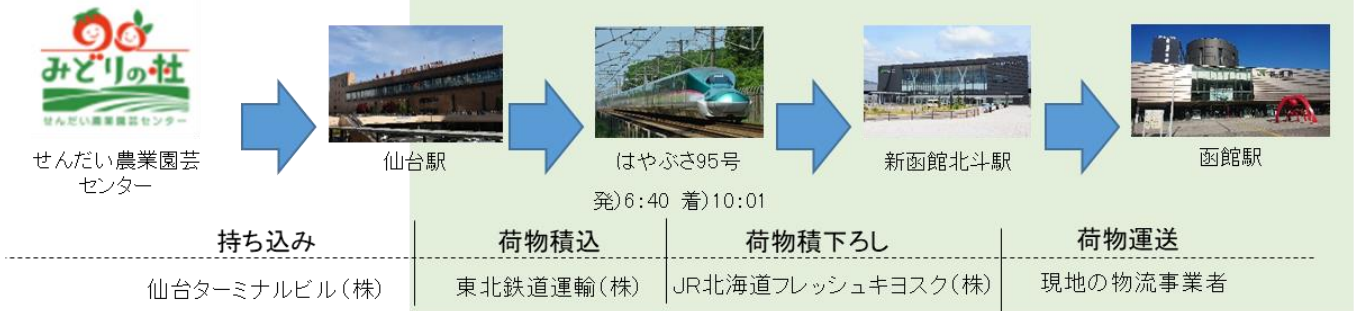 みどりの杜
せんだい農業園芸センター
せんだい農業園芸
センター
仙台駅
はやぶさ95号
新函館北斗駅
函館駅
発)6:40 着)10:01
持ち込み
荷物積込
荷物積下ろし
荷物運送
仙台ターミナルビル(株)
東北鉄道運輸(株)
JR北海道フレッシュキヨスク(株)
現地の物流事業者